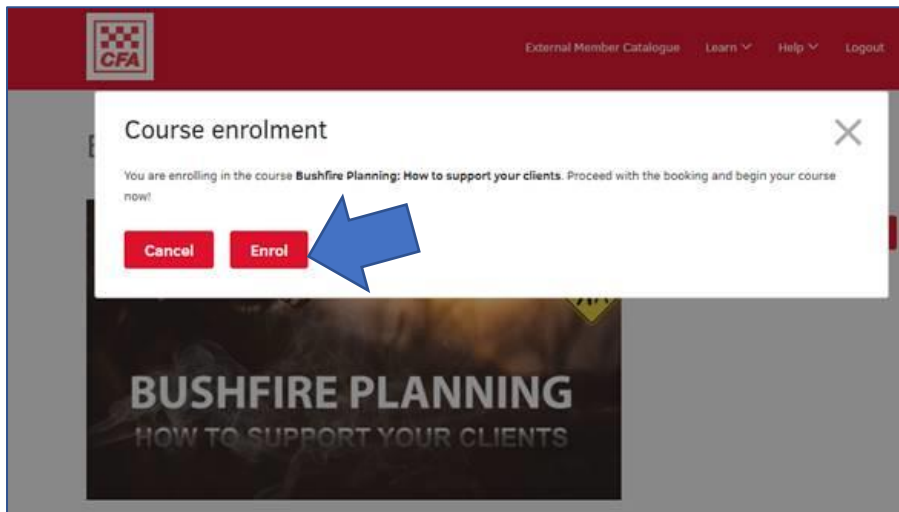 CFA
External Member Catalogue Learn Help Logout
Course enrolment
You are enrolling in the course Bushfire Planning: How to support your clients. Proceed with the booking and begin your course
now!
Cancel Enrol
BUSHFIRE PLANNING
HOW TO SUPPORT YOUR CLIENTS